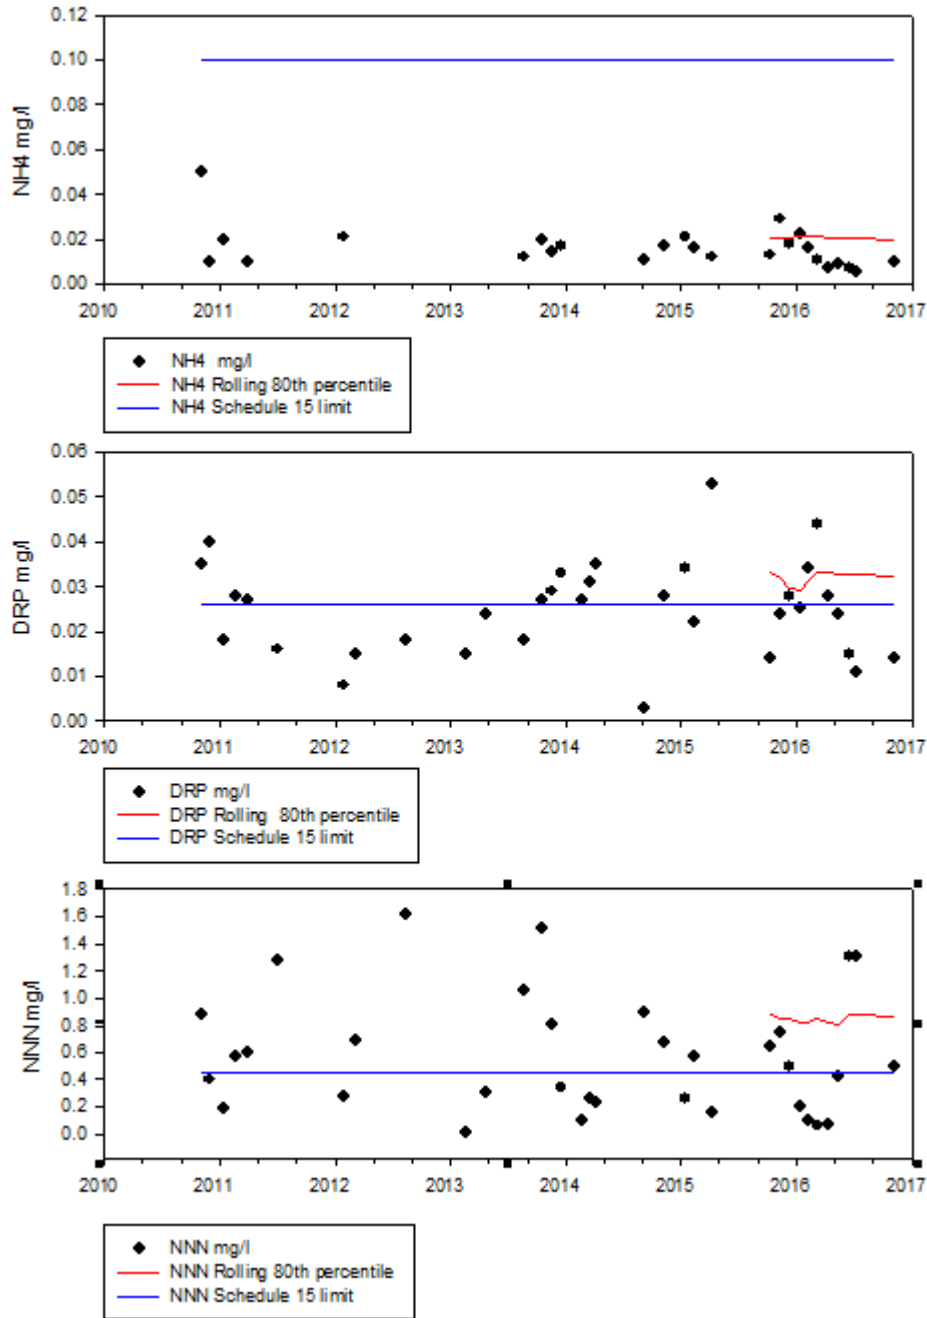 0.12
0.10
0.08
0.06
0.04
0.02
0.00
NH4 mg/l
2010 2011 2012 2013 2014 2015 2016 2017
NH4 mg/l
NH4 Rolling 80th percentile
NH4 Schedule 15 limit
0.06
0.05
0.04
0.03
0.02
0.01
0.00
DRP mg/l
2010 2011 2012 2013 2014 2015 2016 2017
DRP mg/l
DRP Rolling 80th percentile
DRP Schedule 15 limit
1.8
1.6
1.4
1.2
1.0
0.8
0.6
0.4
0.2
0.0
NNN mg/l
2010 2011 2012 2013 2014 2015 2016 2017
NNN mg/l
NNN Rolling 80th percentile
NNN Schedule 15 limit